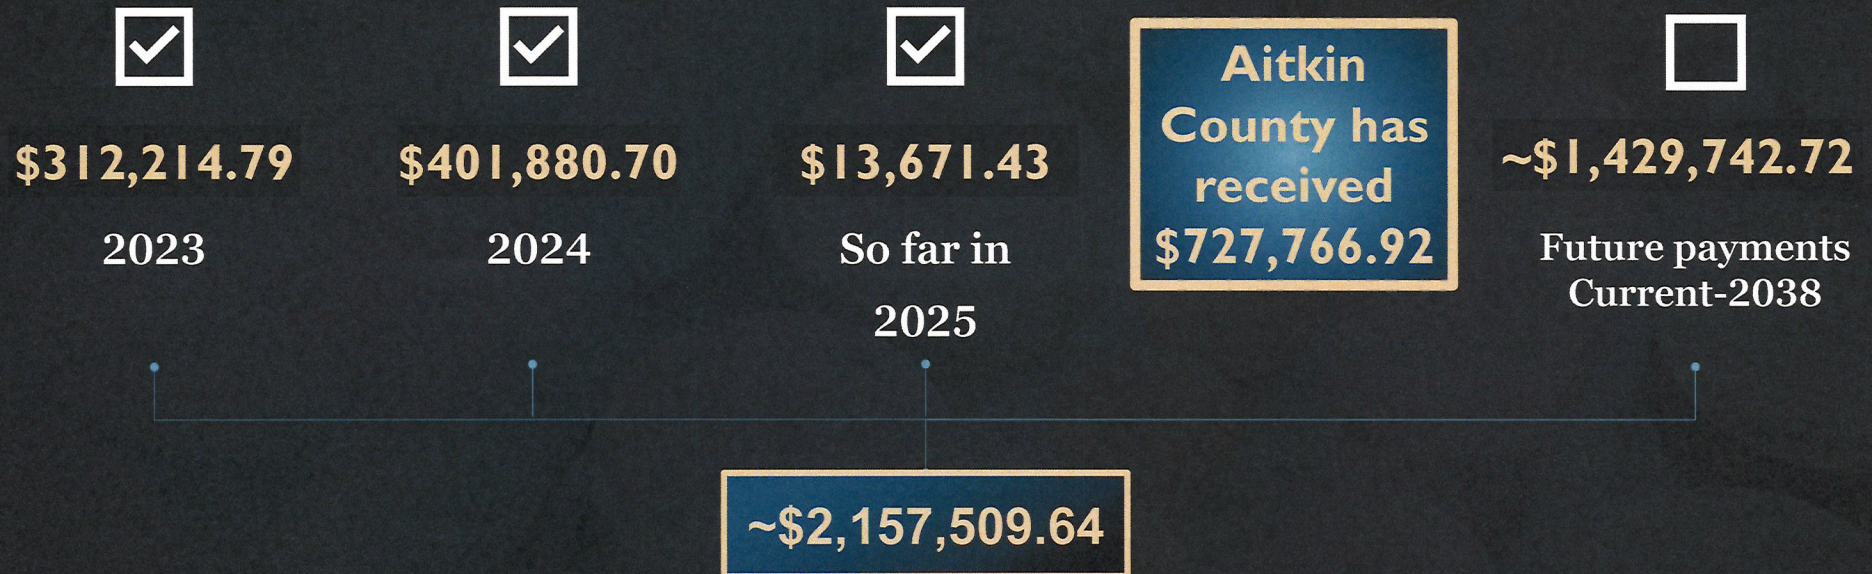 $312,214.79
2023
$401,880.70
2024
$13,671.43
So far in
2025
Aitkin
County has
received
$727,766.92
~$1,429,742.72
Future payments
Current-2038
~$2,157,509.64